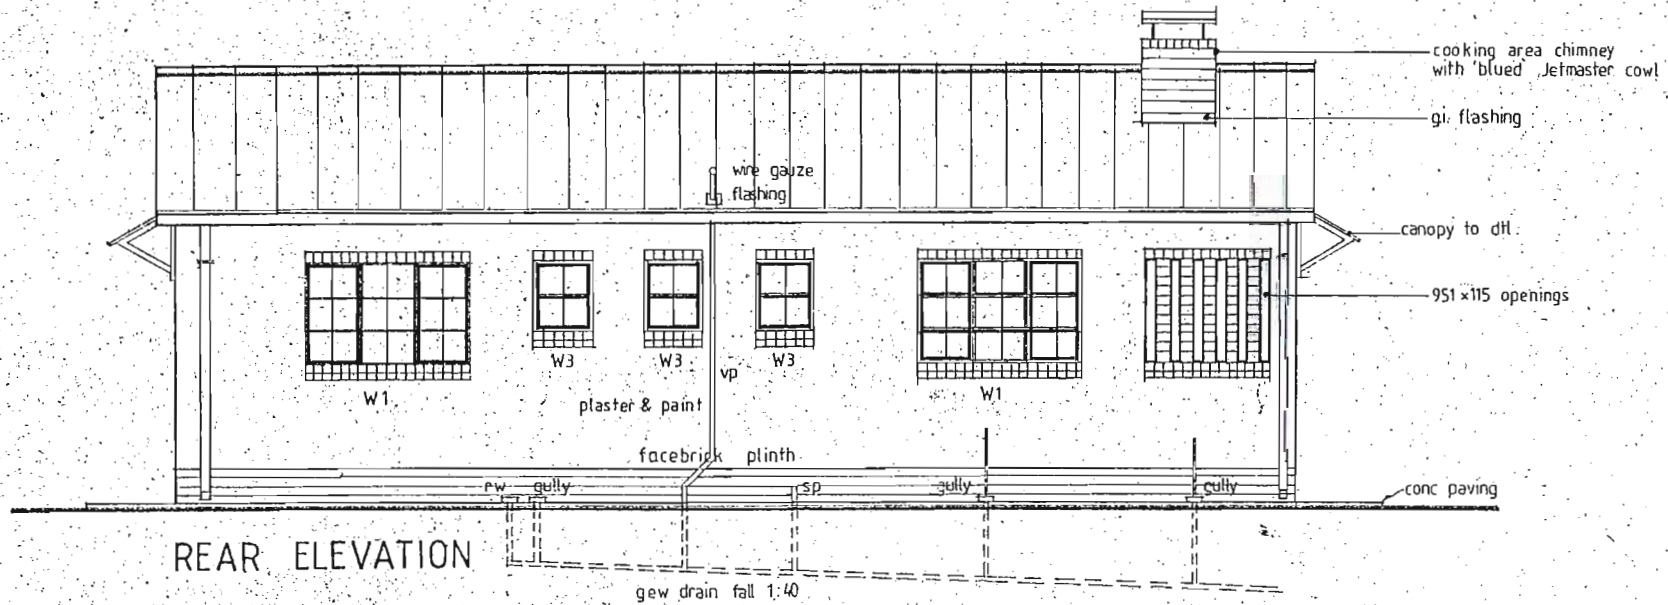 cooking area chimney
with 'blued' Jetmaster cowl
g.i. flashing
wire gauze
flashing
canopy to dtl.
951×115 openings
W3
W3
W3
vp
W1
W1
plaster & paint
facebrick plinth
rw gully
sp
gully
gully
conc paving
REAR ELEVATION
gew drain fall 1:40